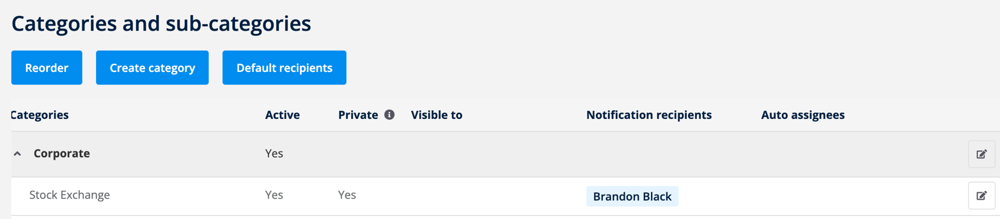 Categories and sub-categories
Reorder Create category Default recipients
Categories Active Private Visible to Notification recipients Auto assignees
Corporate Yes
Stock Exchange Yes Yes Brandon Black